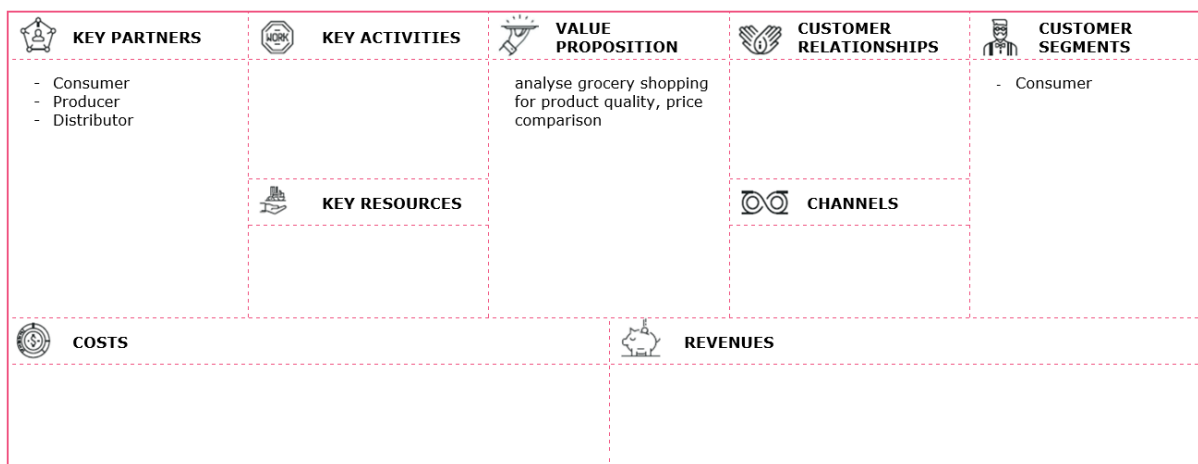 KEY PARTNERS
- Consumer
- Producer
- Distributor
WORK
KEY ACTIVITIES
KEY RESOURCES
VALUE
PROPOSITION
analyse grocery shopping
for product quality, price
comparison
CUSTOMER
RELATIONSHIPS
CHANNELS
CUSTOMER
SEGMENTS
- Consumer
COSTS
REVENUES